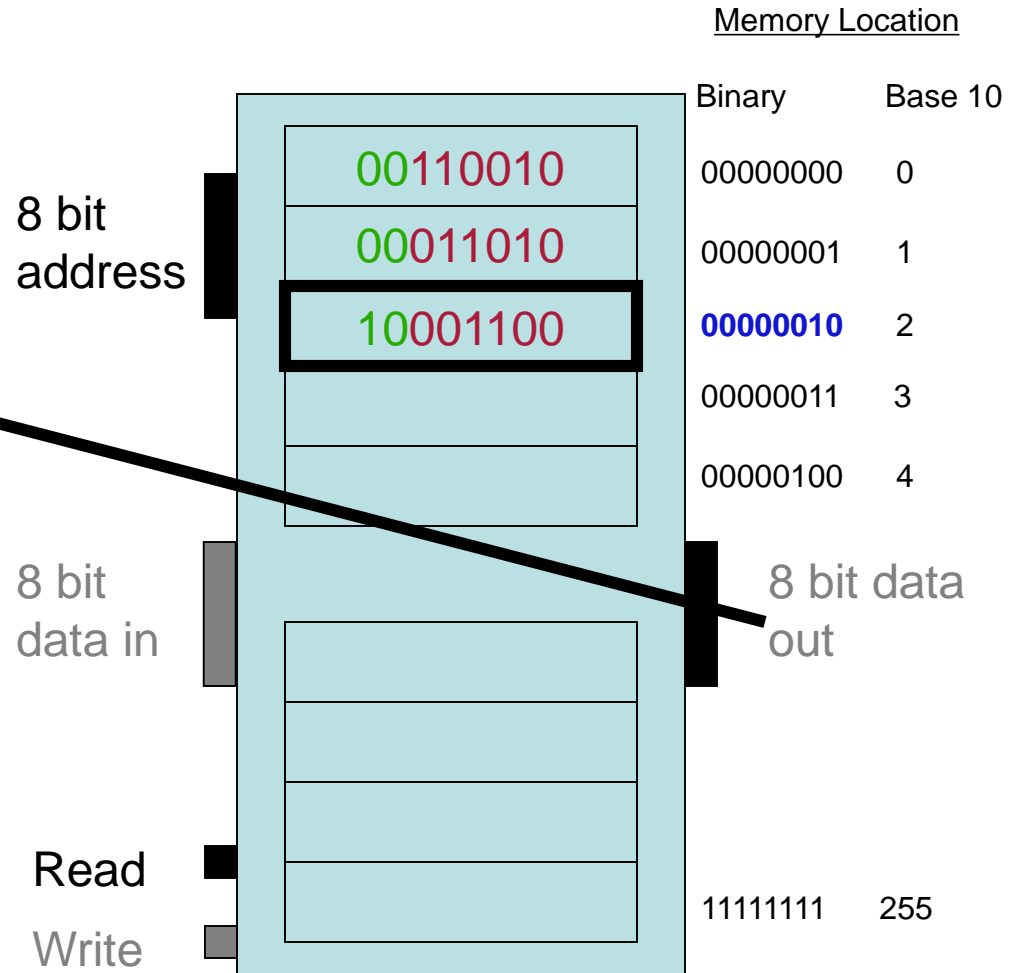 Memory Location
Binary Base 10
00110010 00000000 0
8 bit
address
00011010 00000001 1
10001100 00000010 2
00000011 3
00000100 4
8 bit
data in
8 bit data
out
Read
11111111 255
Write